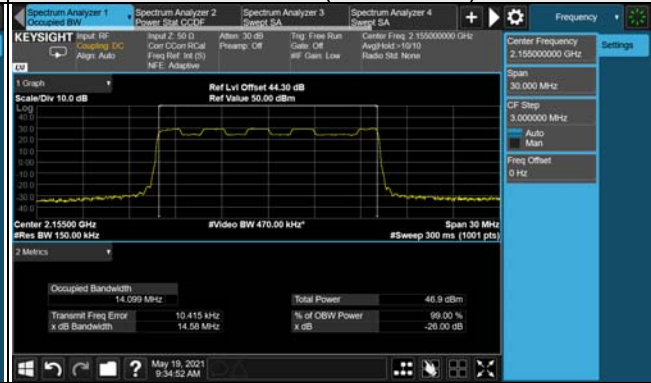 Spectrum Analyzer 1
Occupied BW
Spectrum Analyzer 2
Power Stat CCDF
Spectrum Analyzer 3
Swept SA
Spectrum Analyzer 4
Swept SA
Frequency
KEYSIGHT
Input: RF
Coupling: DC
Align: Auto
Input Z: 50 Ω
Corr CCorr RCal
Freq Ref: Int (S)
NFE: Adaptive
Atten: 30 dB
Preamp: Off
Trig: Free Run
Gate: Off
#IF Gain: Low
Center Freq: 2.155000000 GHz
Avg|Hold:>10/10
Radio Std: None
LXI
1 Graph
Scale/Div 10.0 dB
Ref Lvl Offset 44.30 dB
Ref Value 50.00 dBm
Log
40.0
30.0
20.0
10.0
0.00
-10.0
-20.0
-30.0
-40.0
Center 2.15500 GHz
#Res BW 150.00 kHz
#Video BW 470.00 kHz*
Span 30 MHz
#Sweep 300 ms (1001 pts)
2 Metrics
Occupied Bandwidth
14.099 MHz
Total Power 46.9 dBm
Transmit Freq Error 10.415 kHz
% of OBW Power 99.00 %
x dB Bandwidth 14.58 MHz
x dB -26.00 dB
Center Frequency
2.155000000 GHz
Settings
Span
30.000 MHz
CF Step
3.000000 MHz
Auto
Man
Freq Offset
0 Hz
?
May 19, 2021
9:34:52 AM